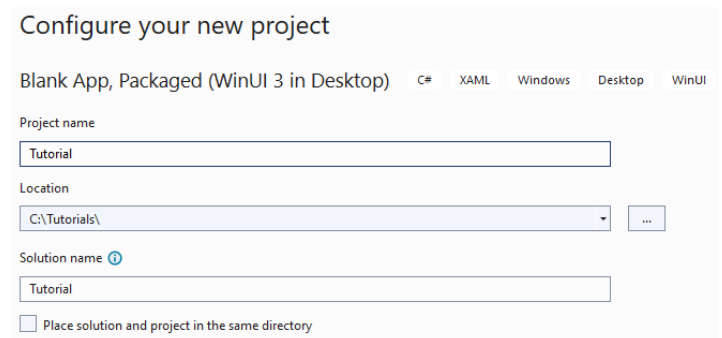 Configure your new project
Blank App, Packaged (WinUI 3 in Desktop) C# XAML Windows Desktop WinUI
Project name
Tutorial
Location
C:\Tutorials\
...
Solution name
Tutorial
Place solution and project in the same directory